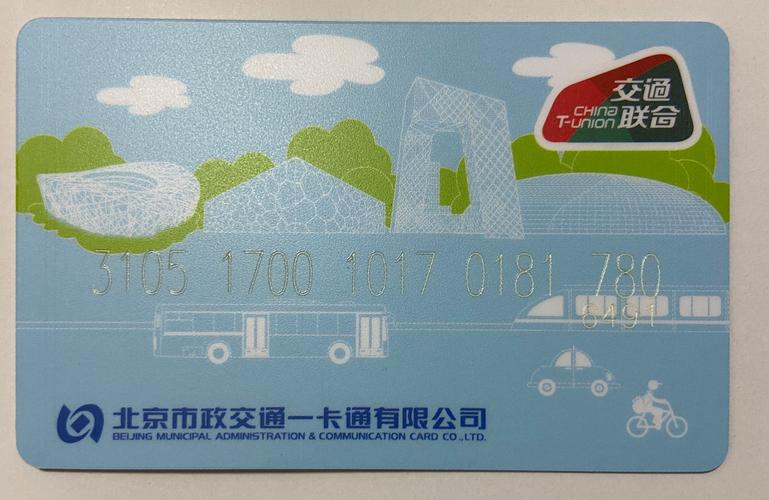 交通
CHINA
T-UNION 联合
3105 1700 1017 0181 780
6491
北京市政交通一卡通有限公司
BEIJING MUNICIPAL ADMINISTRATION & COMMUNICATION CARD CO.,LTD.